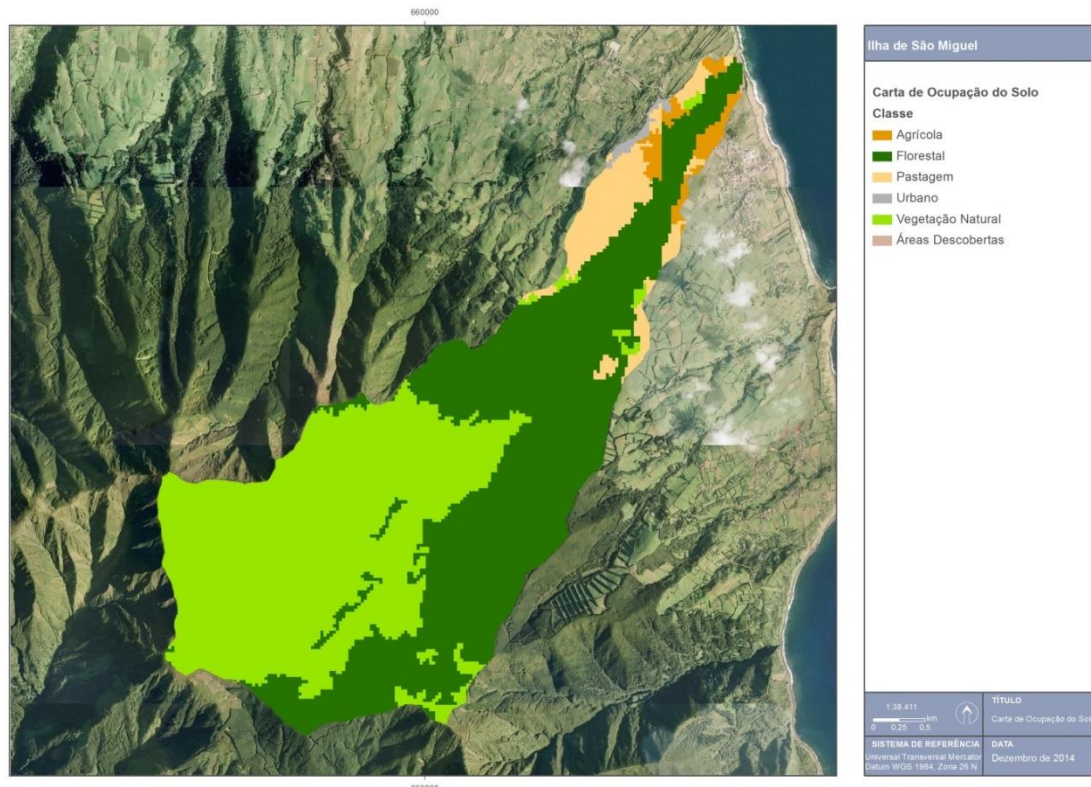 660000
Ilha de São Miguel
Carta de Ocupação do Solo
Classe
Agrícola
Florestal
Pastagem
Urbano
Vegetação Natural
Áreas Descobertas
1:38.411
km
0 0,25 0,5
TÍTULO
Carta de Ocupação do Solo
SISTEMA DE REFERÊNCIA
Universal Transversal Mercator
Datum WGS 1984, Zona 26 N
DATA
Dezembro de 2014